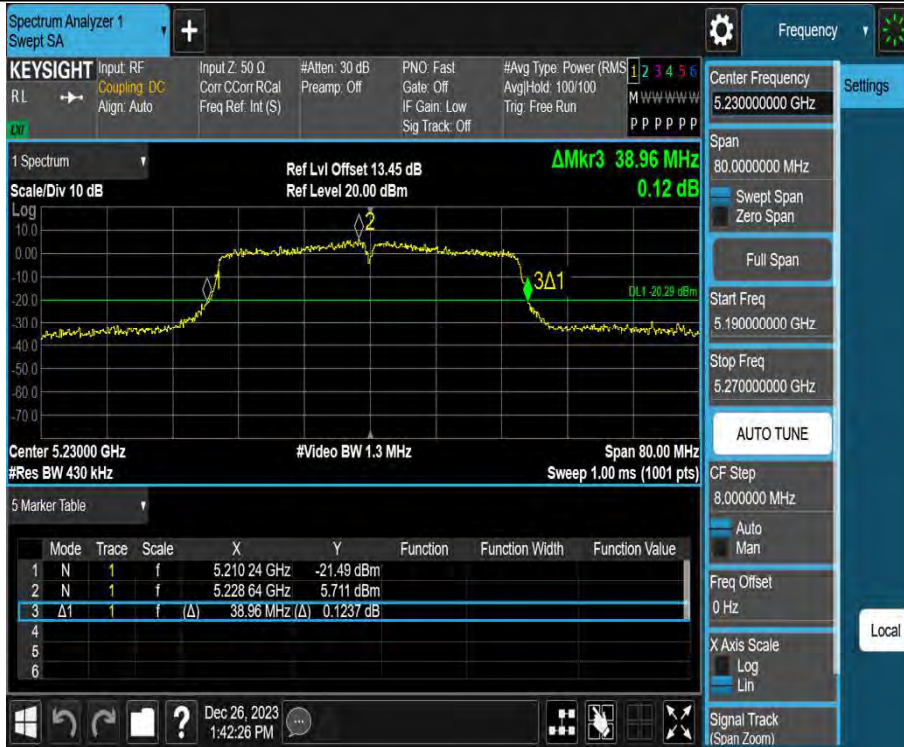 Spectrum Analyzer 1
Swept SA
+
Frequency
KEYSIGHT
RL
LXI
Input: RF
Coupling: DC
Align: Auto
Input Z: 50 Ω
Corr CCorr RCal
Freq Ref: Int (S)
#Atten: 30 dB
Preamp: Off
PNO: Fast
Gate: Off
IF Gain: Low
Sig Track: Off
#Avg Type: Power (RMS
Avg|Hold: 100/100
Trig: Free Run
1 2 3 4 5 6
M W W W W W
P P P P P P
1 Spectrum
Scale/Div 10 dB
Ref Lvl Offset 13.45 dB
Ref Level 20.00 dBm
ΔMkr3 38.96 MHz
0.12 dB
Log
10.0
0.00
-10.0
-20.0
-30.0
-40.0
-50.0
-60.0
-70.0
1
2
3Δ1
DL1 -20.29 dBm
Center 5.23000 GHz
#Video BW 1.3 MHz
Span 80.00 MHz
#Res BW 430 kHz
Sweep 1.00 ms (1001 pts)
5 Marker Table
Mode Trace Scale X Y Function Function Width Function Value
1 N 1 f 5.210 24 GHz -21.49 dBm
2 N 1 f 5.228 64 GHz 5.711 dBm
3 Δ1 1 f (Δ) 38.96 MHz (Δ) 0.1237 dB
4
5
6
Dec 26, 2023
1:42:26 PM
?
Center Frequency
5.230000000 GHz
Span
80.0000000 MHz
Swept Span
Zero Span
Full Span
Start Freq
5.190000000 GHz
Stop Freq
5.270000000 GHz
AUTO TUNE
CF Step
8.000000 MHz
Auto
Man
Freq Offset
0 Hz
X Axis Scale
Log
Lin
Signal Track
(Span Zoom)
Settings
Local